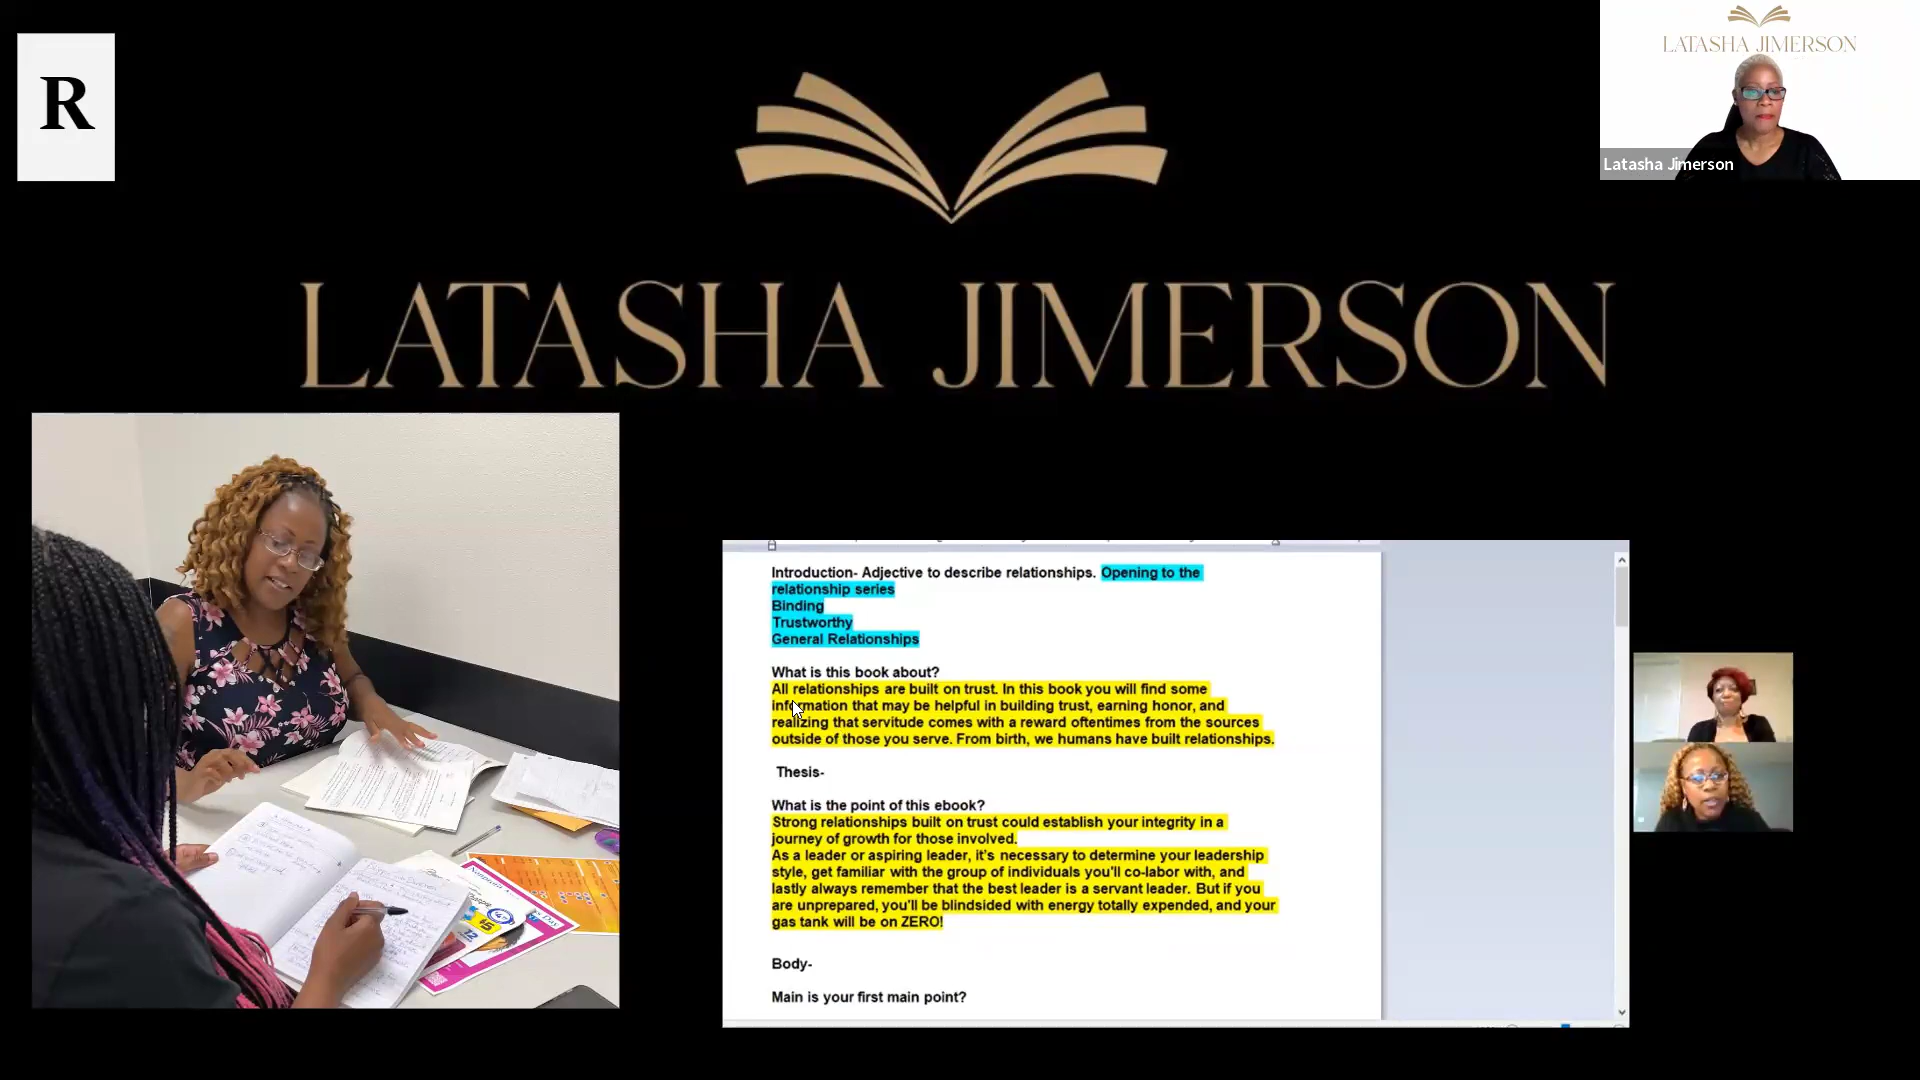 R
LATASHA JIMERSON
Latasha Jimerson
LATASHA JIMERSON
Introduction- Adjective to describe relationships. Opening to the
relationship series
Binding
Trustworthy
General Relationships
What is this book about?
All relationships are built on trust. In this book you will find some
information that may be helpful in building trust, earning honor, and
realizing that servitude comes with a reward oftentimes from the sources
outside of those you serve. From birth, we humans have built relationships.
Thesis-
What is the point of this ebook?
Strong relationships built on trust could establish your integrity in a
journey of growth for those involved.
As a leader or aspiring leader, it's necessary to determine your leadership
style, get familiar with the group of individuals you'll co-labor with, and
lastly always remember that the best leader is a servant leader. But if you
are unprepared, you'll be blindsided with energy totally expended, and your
gas tank will be on ZERO!
Body-
Main is your first main point?